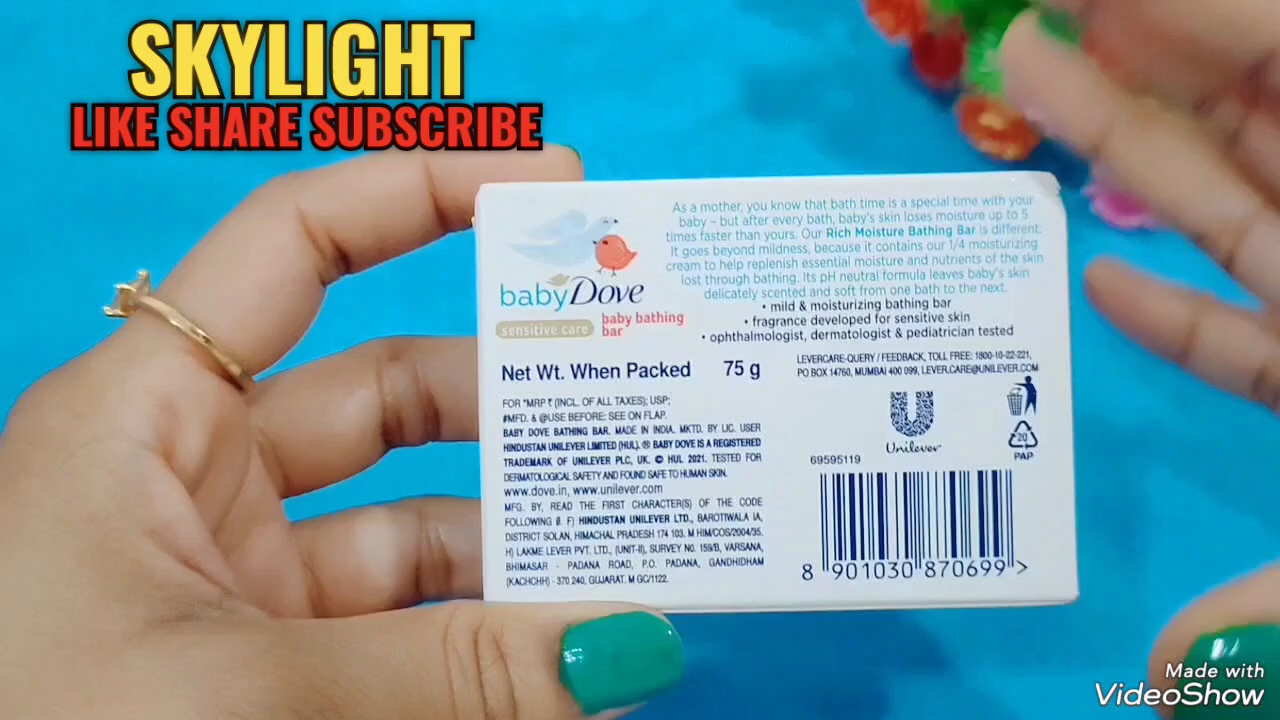 SKYLIGHT
LIKE SHARE SUBSCRIBE
babyDove
sensitive care
baby bathing
bar
As a mother, you know that bath time is a special time with your
baby – but after every bath, baby's skin loses moisture up to 5
times faster than yours. Our Rich Moisture Bathing Bar is different.
It goes beyond mildness, because it contains our 1/4 moisturizing
cream to help replenish essential moisture and nutrients of the skin
lost through bathing. Its pH neutral formula leaves baby's skin
delicately scented and soft from one bath to the next.
• mild & moisturizing bathing bar
• fragrance developed for sensitive skin
• ophthalmologist, dermatologist & pediatrician tested
Net Wt. When Packed 75 g
FOR *MRP ₹ (INCL. OF ALL TAXES); USP;
#MFD. & @USE BEFORE: SEE ON FLAP.
BABY DOVE BATHING BAR. MADE IN INDIA. MKTD. BY LIC. USER
HINDUSTAN UNILEVER LIMITED (HUL). ® BABY DOVE IS A REGISTERED
TRADEMARK OF UNILEVER PLC, UK. © HUL 2021. TESTED FOR
DERMATOLOGICAL SAFETY AND FOUND SAFE TO HUMAN SKIN.
www.dove.in, www.unilever.com
MFG. BY, READ THE FIRST CHARACTER(S) OF THE CODE
FOLLOWING @. F) HINDUSTAN UNILEVER LTD., BAROTIWALA IA,
DISTRICT SOLAN, HIMACHAL PRADESH 174 103. M HIM/COS/2004/35.
H) LAKME LEVER PVT. LTD., (UNIT-II), SURVEY No. 159/B, VARSANA,
BHIMASAR - PADANA ROAD, P.O. PADANA, GANDHIDHAM
(KACHCHH) - 370 240, GUJARAT. M GC/1122.
LEVERCARE-QUERY / FEEDBACK, TOLL FREE: 1800-10-22-221,
PO BOX 14760, MUMBAI 400 099, LEVER.CARE@UNILEVER.COM
Unilever
20
PAP
69595119
8 901030 870699 >
Made with
VideoShow